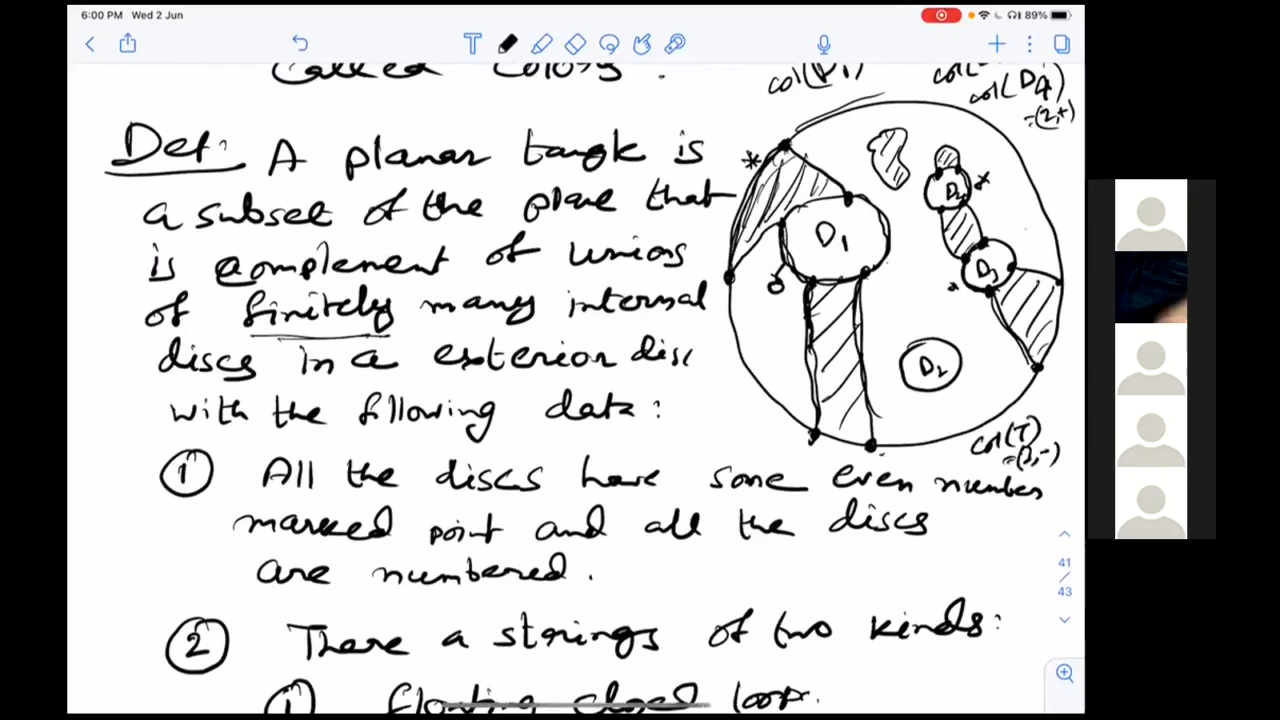 6:00 PM Wed 2 Jun
89%
called colors.
col(D1)
col(D4)
=(2,+)
Def: A planar tangle is
a subset of the plane that
is complement of unions
of finitely many internal
discs in a exterior disc
with the following data:
*
D1
D3
D2
col(T)
① All the discs have some even number
marked point and all the discs
are numbered.
② There a strings of two kinds:
① Floating closed loop.
41
/
43